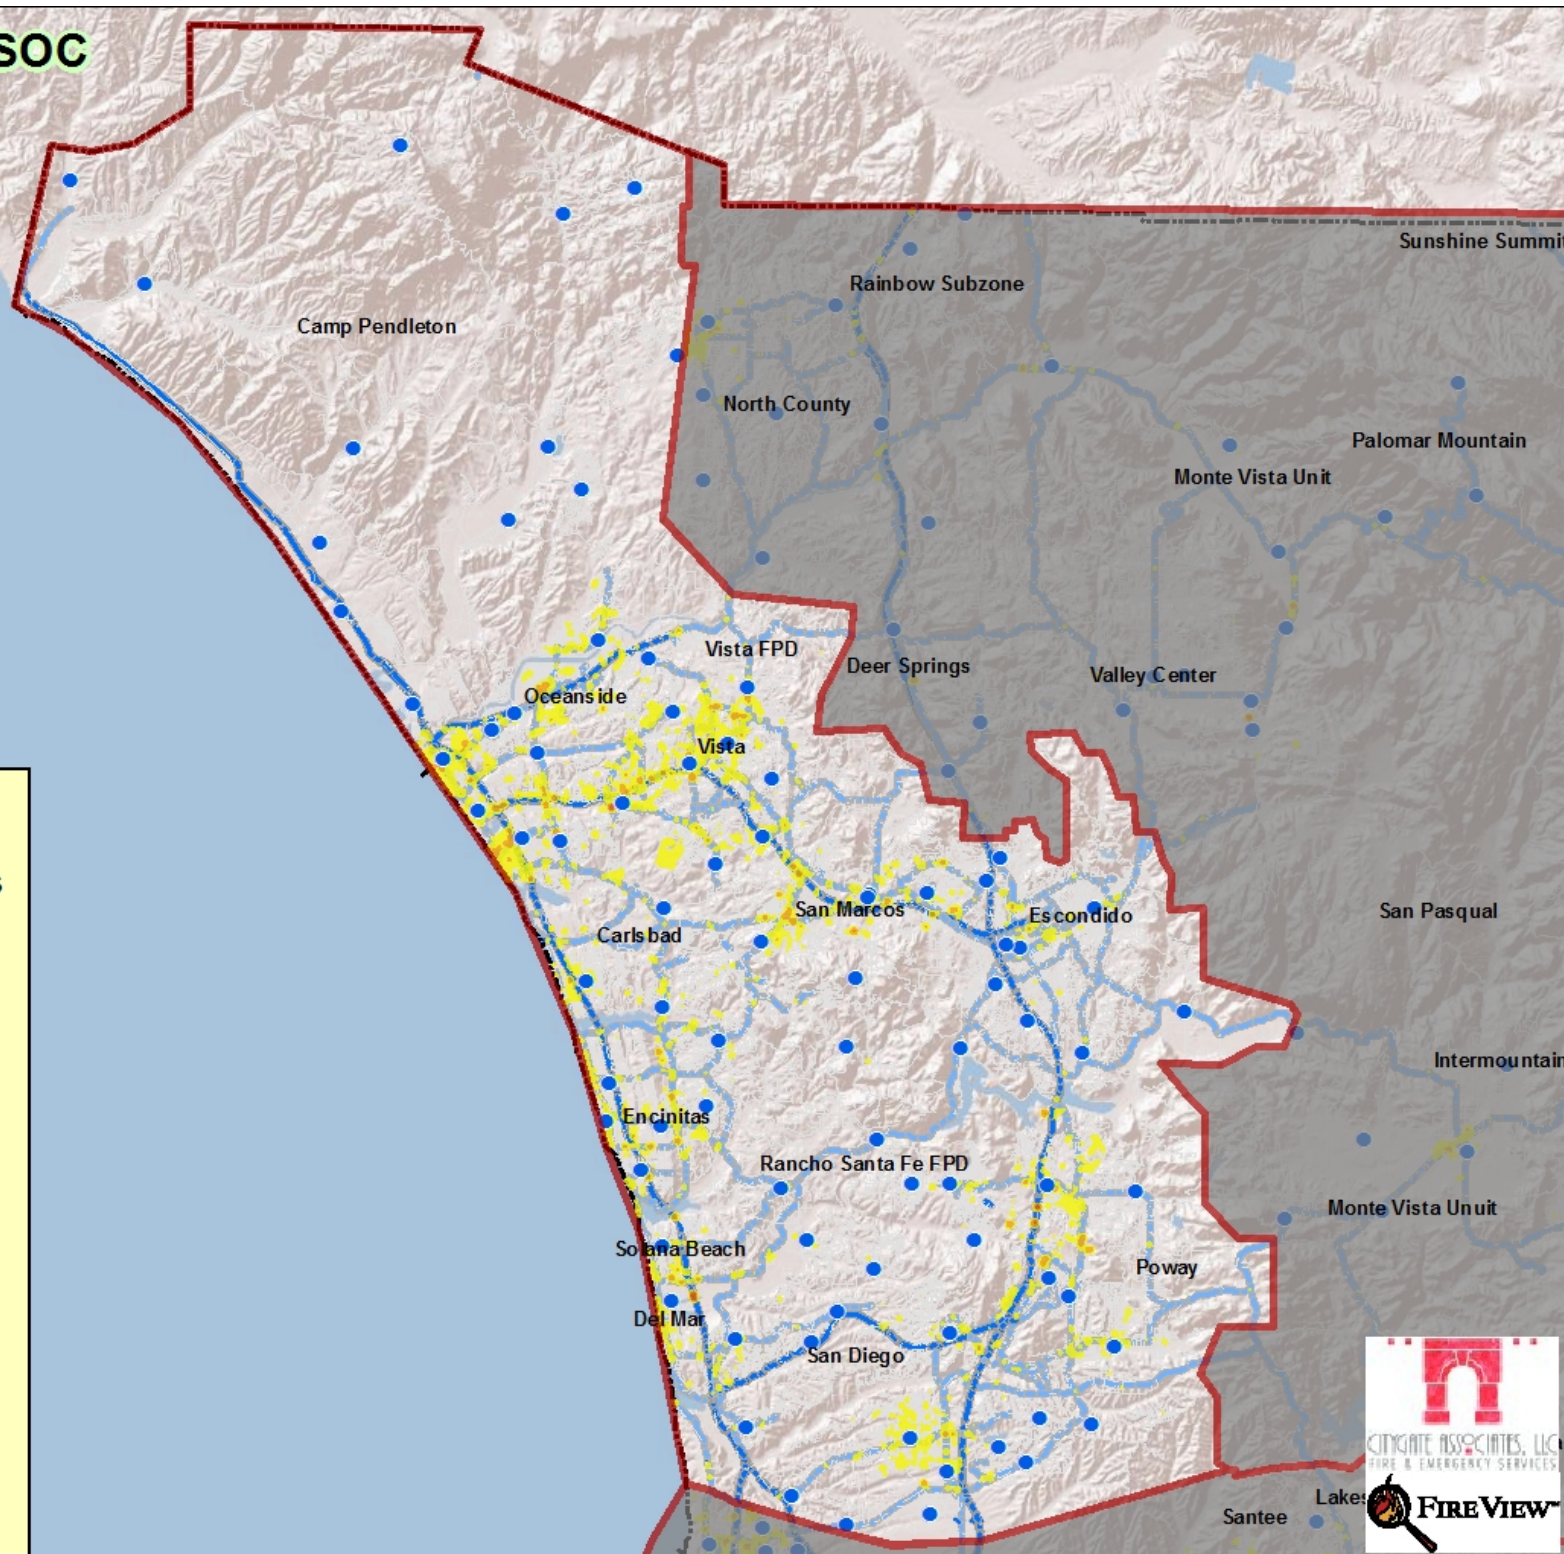 SOC
Sunshine Summit
Rainbow Subzone
Camp Pendleton
North County
Palomar Mountain
Monte Vista Unit
Vista FPD
Deer Springs
Valley Center
Oceanside
Vista
San Marcos
Escondido
San Pasqual
Carlsbad
Intermountain
Encinitas
Rancho Santa Fe FPD
Monte Vista Unuit
Solana Beach
Poway
Del Mar
San Diego
CITYGATE ASSOCIATES, LLC
FIRE & EMERGENCY SERVICES
Lakes
Santee
FIREVIEW™